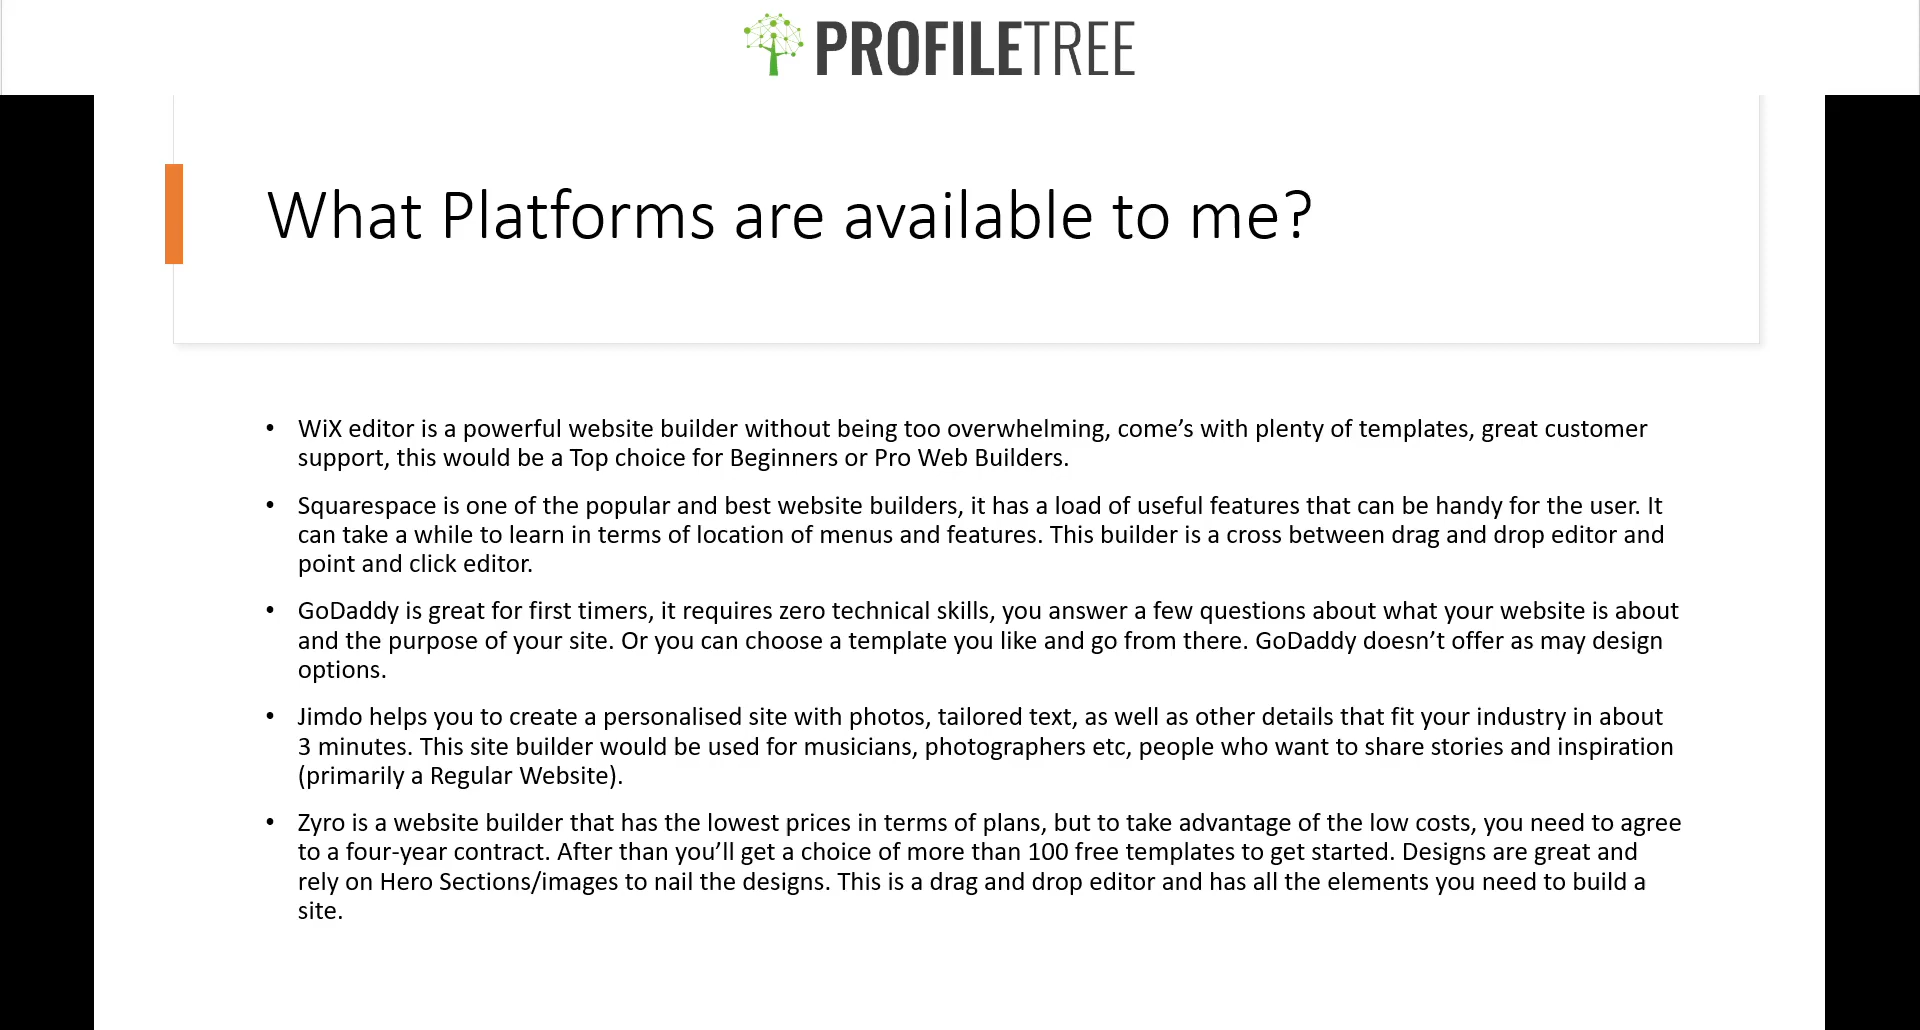 PROFILETREE
What Platforms are available to me?
• WiX editor is a powerful website builder without being too overwhelming, come’s with plenty of templates, great customer
support, this would be a Top choice for Beginners or Pro Web Builders.
• Squarespace is one of the popular and best website builders, it has a load of useful features that can be handy for the user. It
can take a while to learn in terms of location of menus and features. This builder is a cross between drag and drop editor and
point and click editor.
• GoDaddy is great for first timers, it requires zero technical skills, you answer a few questions about what your website is about
and the purpose of your site. Or you can choose a template you like and go from there. GoDaddy doesn’t offer as may design
options.
• Jimdo helps you to create a personalised site with photos, tailored text, as well as other details that fit your industry in about
3 minutes. This site builder would be used for musicians, photographers etc, people who want to share stories and inspiration
(primarily a Regular Website).
• Zyro is a website builder that has the lowest prices in terms of plans, but to take advantage of the low costs, you need to agree
to a four-year contract. After than you’ll get a choice of more than 100 free templates to get started. Designs are great and
rely on Hero Sections/images to nail the designs. This is a drag and drop editor and has all the elements you need to build a
site.